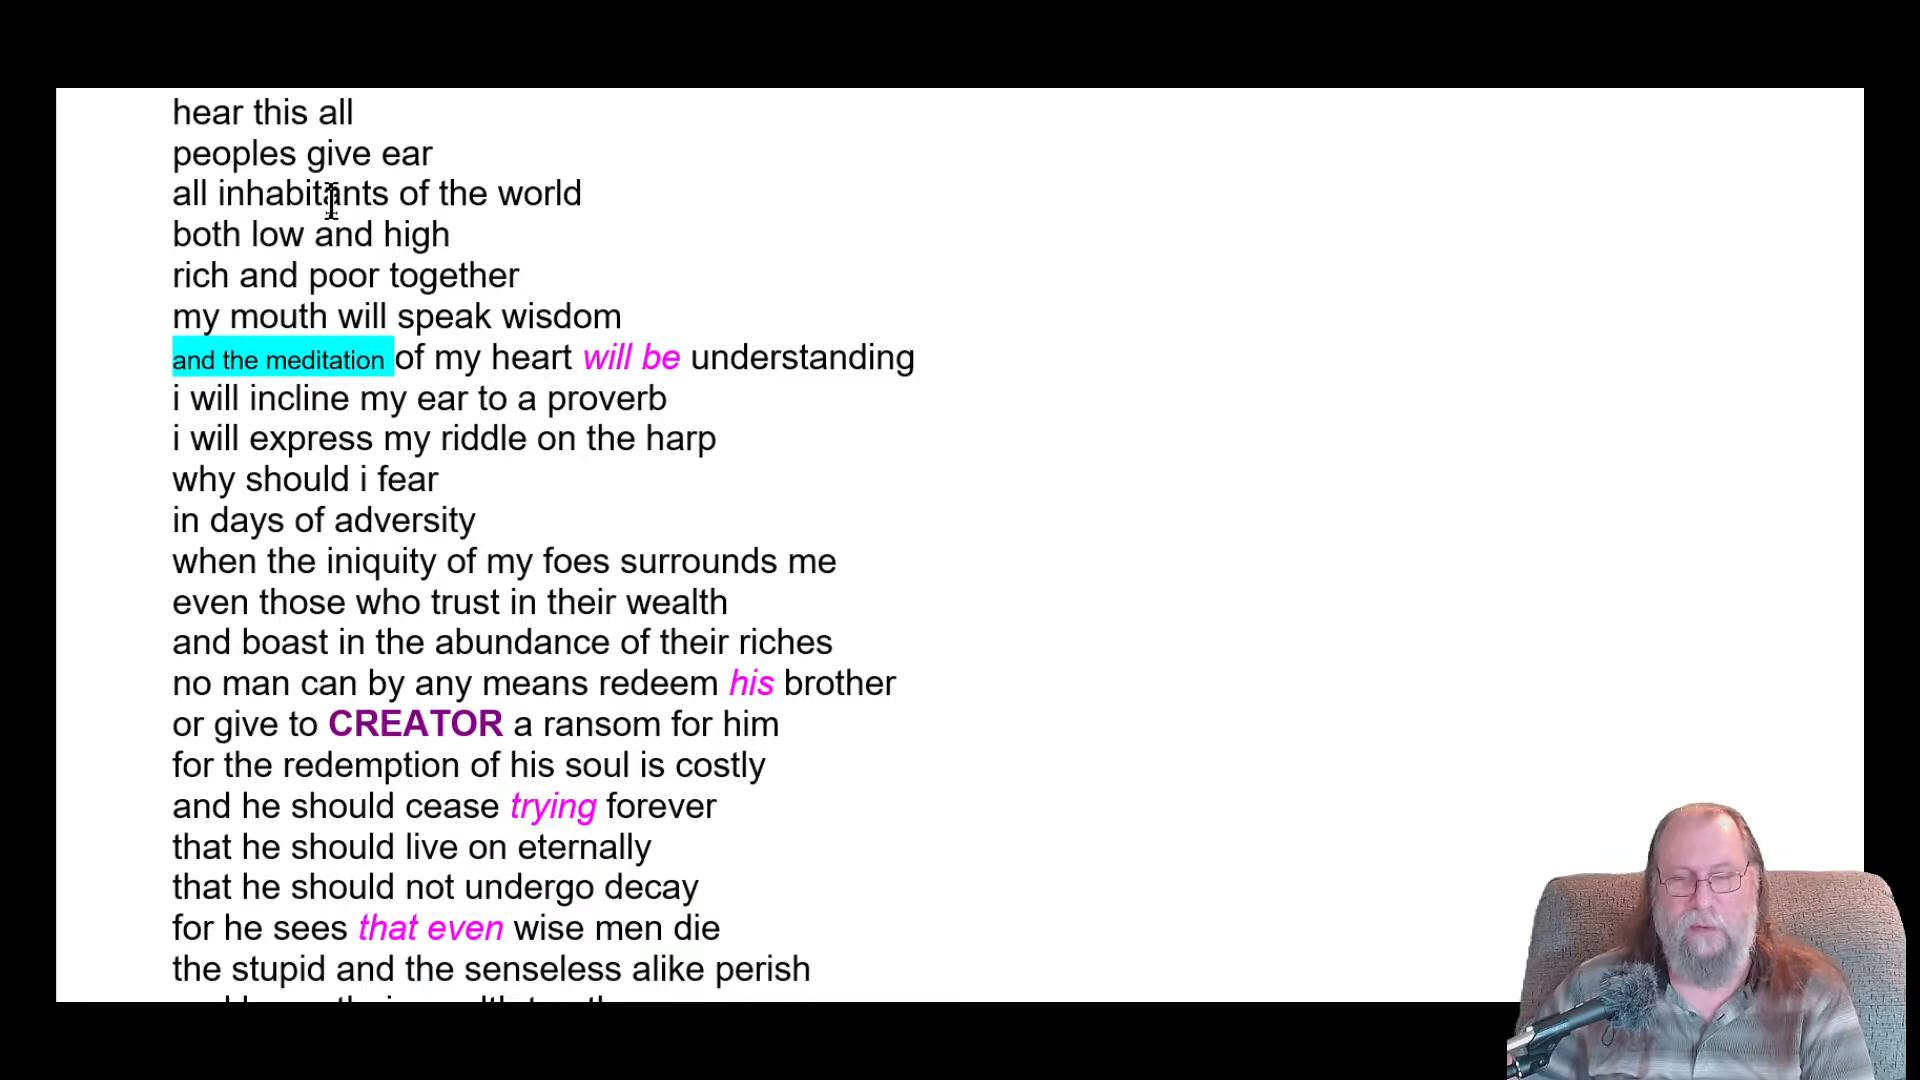 hear this all
peoples give ear
all inhabitants of the world
both low and high
rich and poor together
my mouth will speak wisdom
and the meditation of my heart will be understanding
i will incline my ear to a proverb
i will express my riddle on the harp
why should i fear
in days of adversity
when the iniquity of my foes surrounds me
even those who trust in their wealth
and boast in the abundance of their riches
no man can by any means redeem his brother
or give to CREATOR a ransom for him
for the redemption of his soul is costly
and he should cease trying forever
that he should live on eternally
that he should not undergo decay
for he sees that even wise men die
the stupid and the senseless alike perish